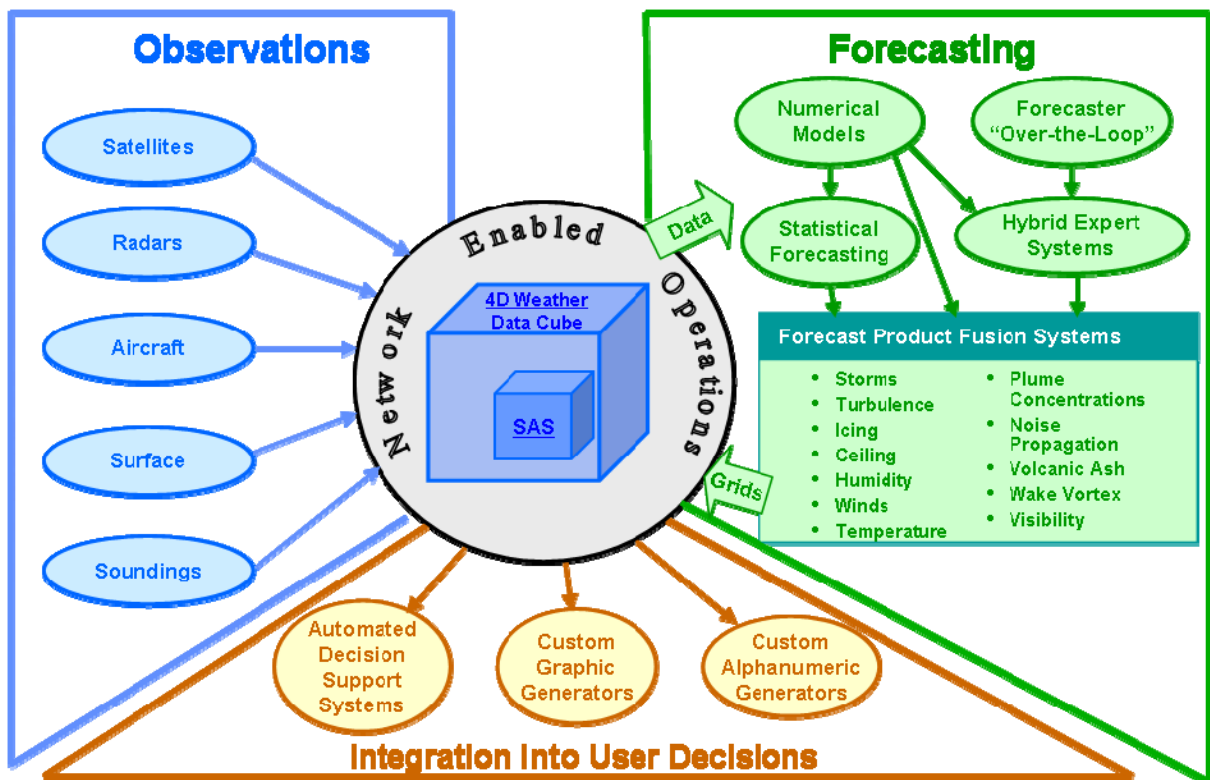 Observations
Satellites
Radars
Aircraft
Surface
Soundings
Network
Enabled
Operations
4D Weather
Data Cube
SAS
Forecasting
Numerical
Models
Forecaster
“Over-the-Loop”
Data
Statistical
Forecasting
Hybrid Expert
Systems
Forecast Product Fusion Systems
• Storms
• Turbulence
• Icing
• Ceiling
• Humidity
• Winds
• Temperature
• Plume
Concentrations
• Noise
Propagation
• Volcanic Ash
• Wake Vortex
• Visibility
Grids
Automated
Decision
Support
Systems
Custom
Graphic
Generators
Custom
Alphanumeric
Generators
Integration Into User Decisions